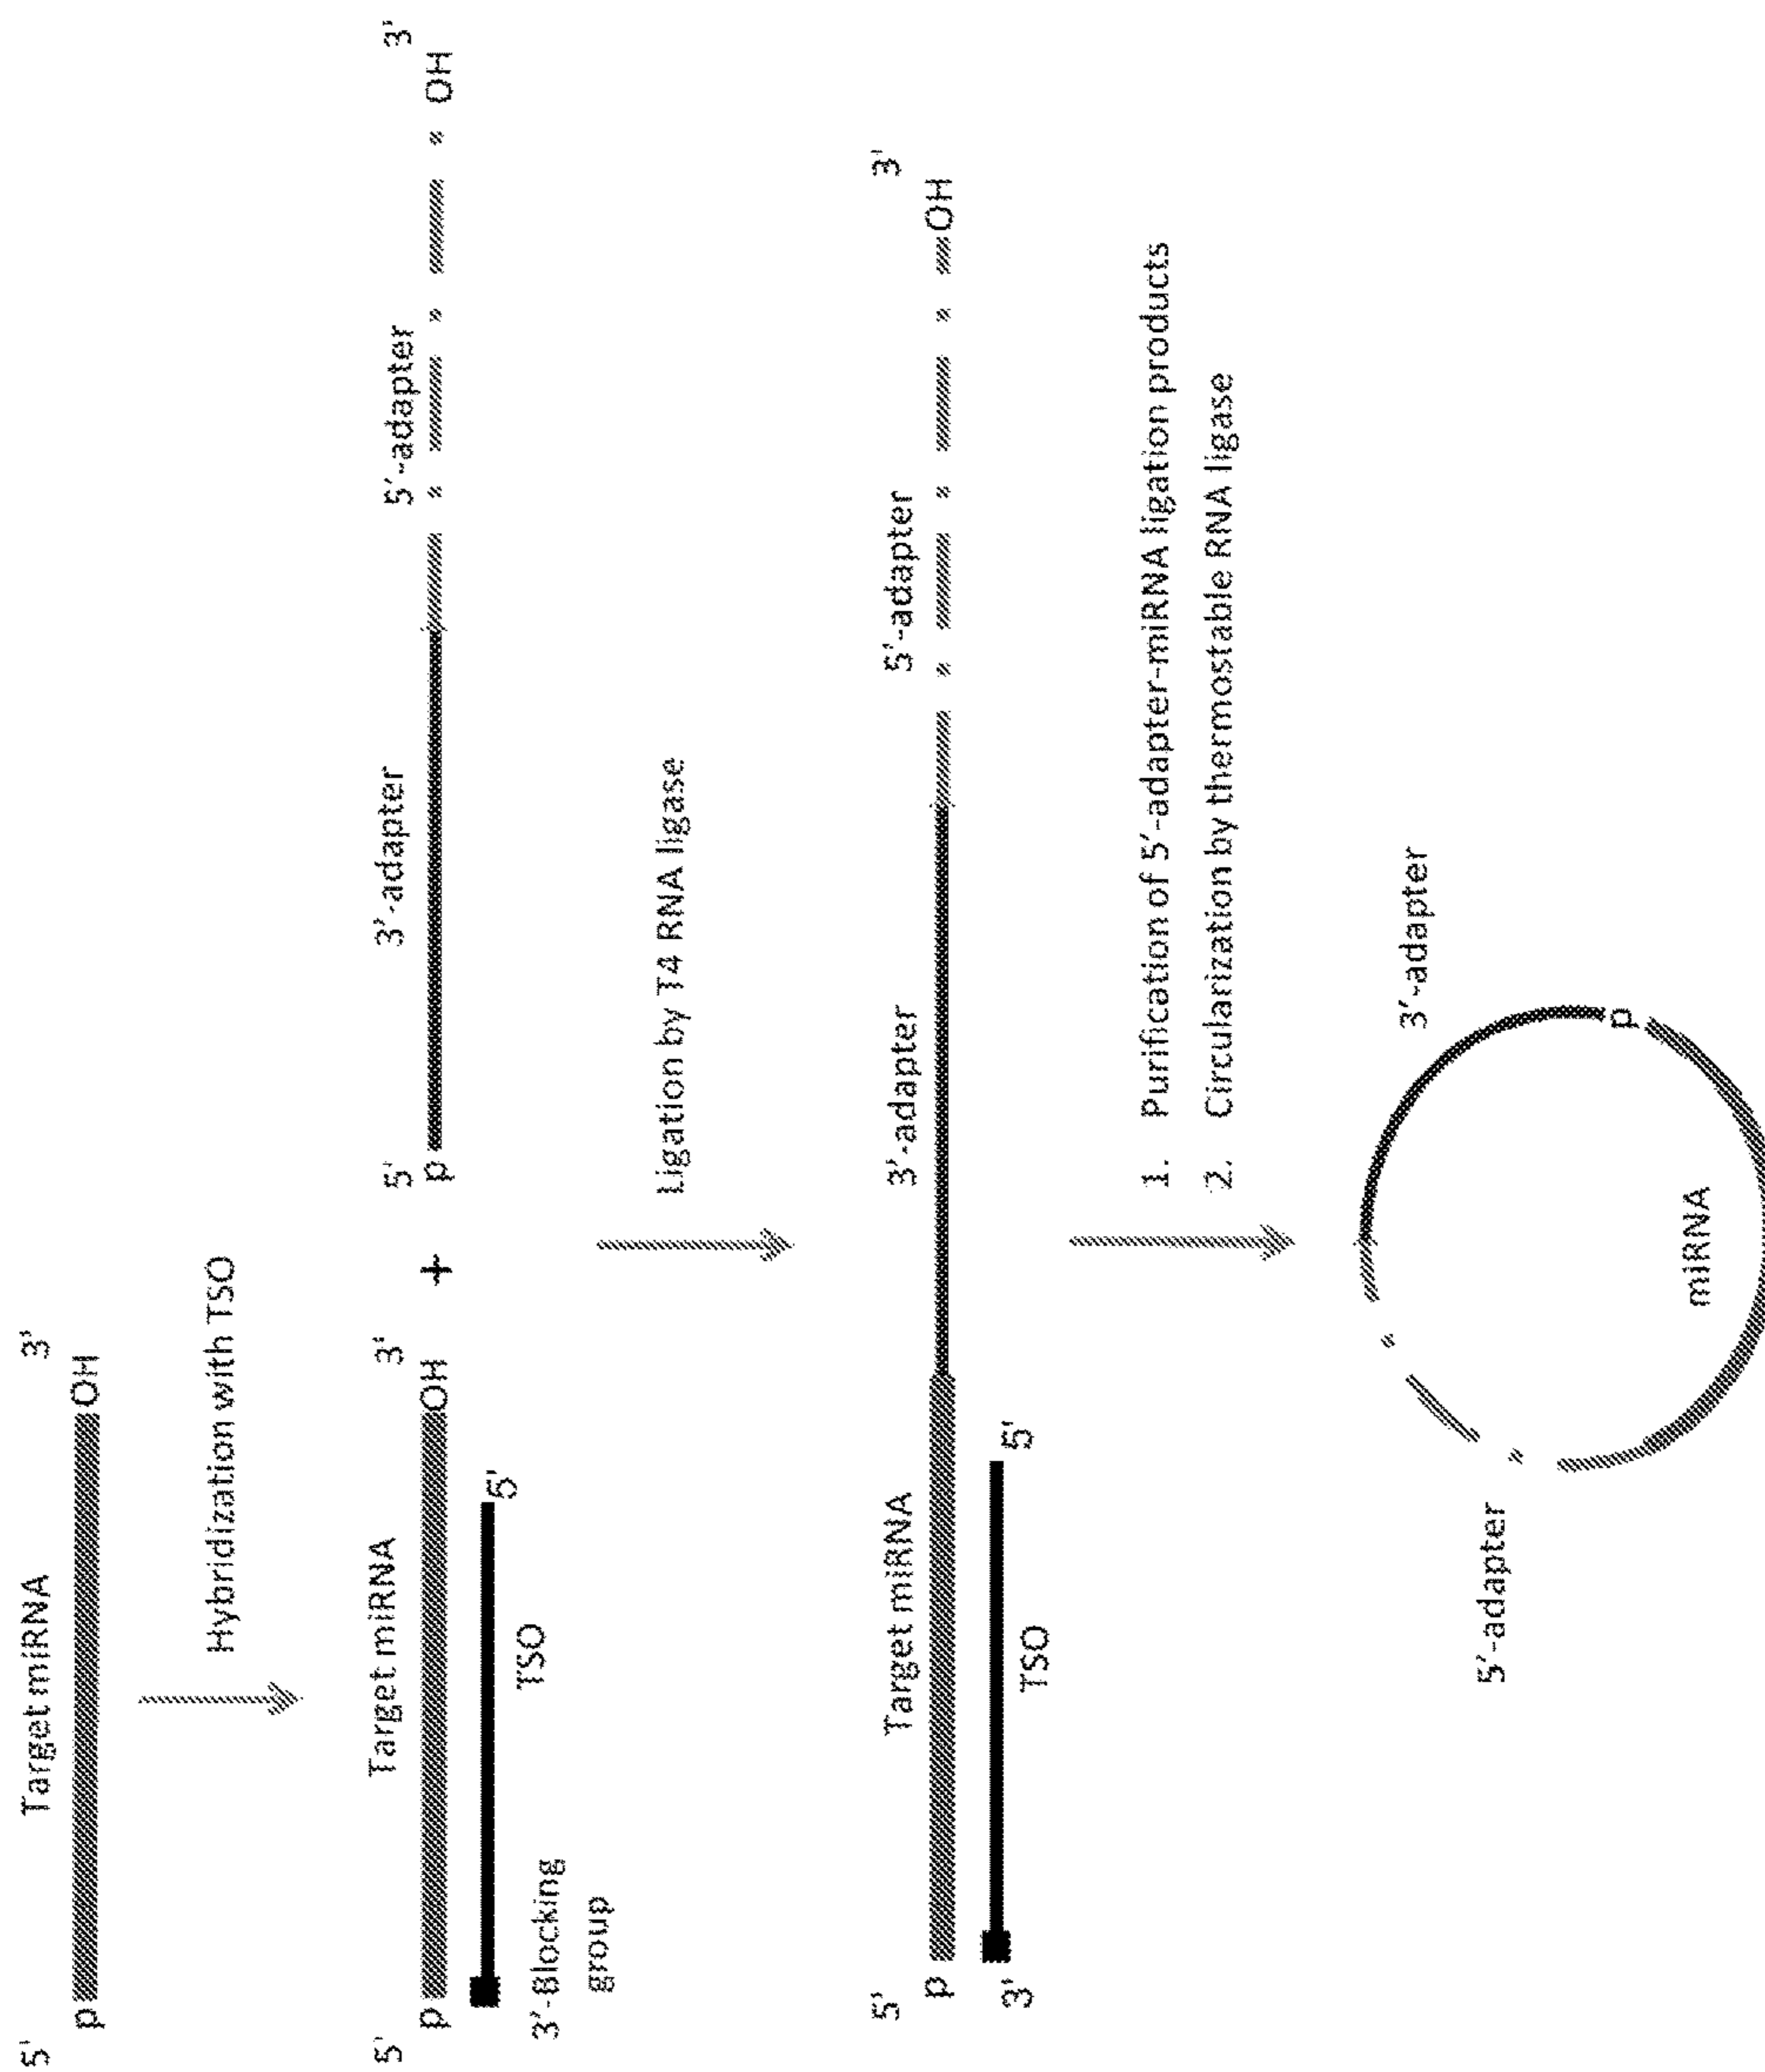 Target miRNA
5'
3'
p
OH
Hybridization with TSO
Target miRNA
3'-adapter
5'-adapter
5'
3'
5'
3'
p
OH
+
p
OH
5'
TSO
3'-Blocking
group
Ligation by T4 RNA ligase
Target miRNA
3'-adapter
5'-adapter
5'
3'
p
OH
3'
5'
TSO
1. Purification of 5'-adapter-miRNA ligation products
2. Circularization by thermostable RNA ligase
5'-adapter
3'-adapter
p
miRNA